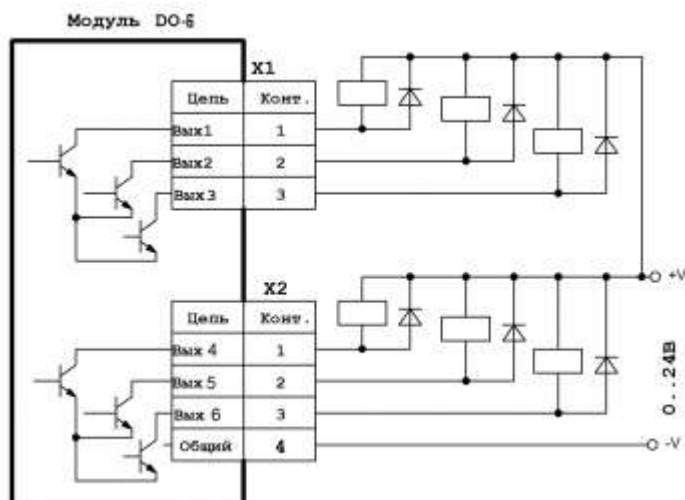 Модуль DO-6
X1
Цепь Конт.
Вых1 1
Вых2 2
Вых3 3
+V
X2
Цепь Конт.
Вых 4 1
Вых 5 2
Вых 6 3
Общий 4
0..24В
-V